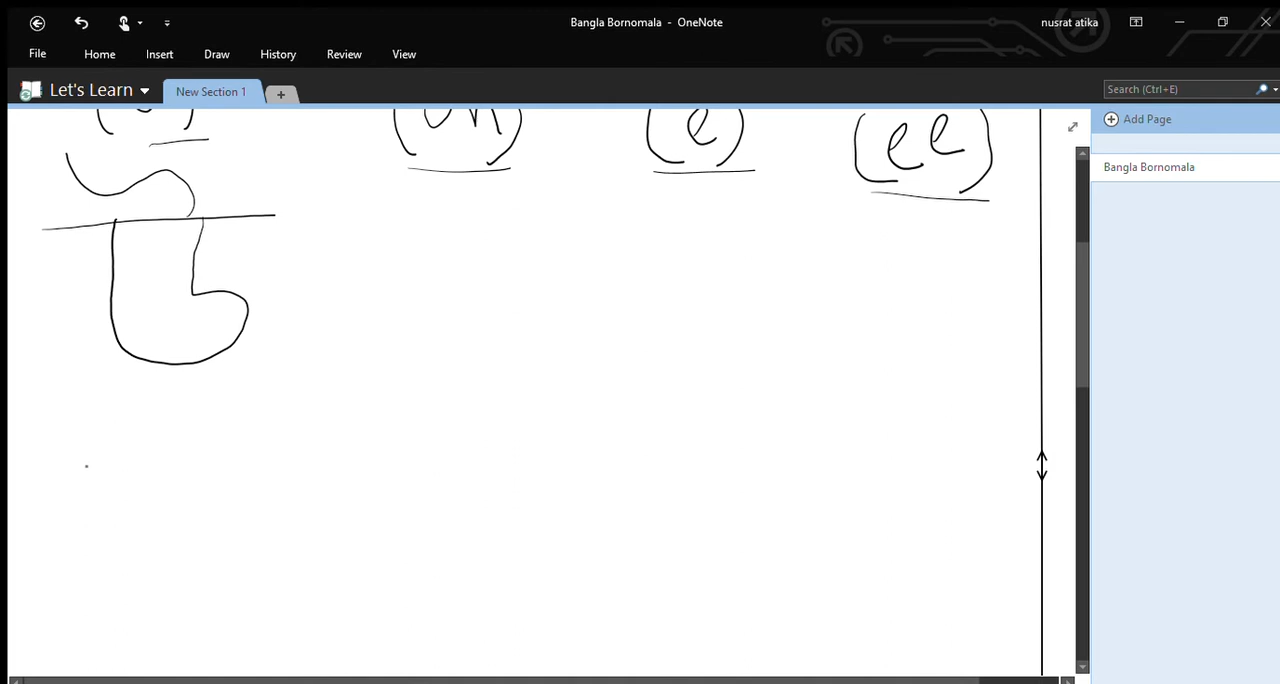 Bangla Bornomala - OneNote nusrat atika
File Home Insert Draw History Review View
Let's Learn New Section 1 Search (Ctrl+E)
Add Page
Bangla Bornomala
(e) (ee)
উ